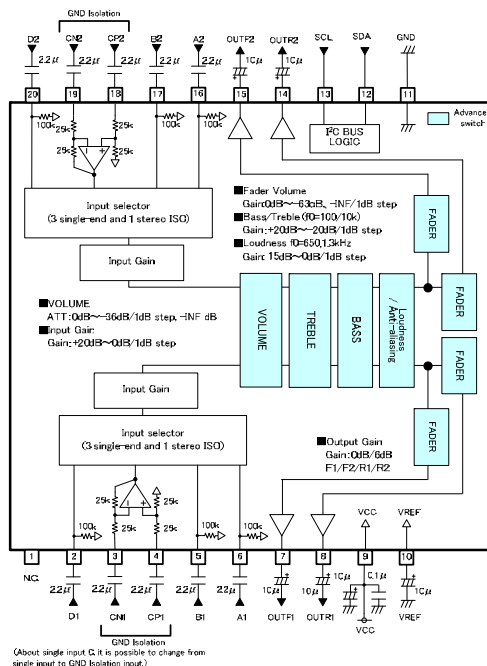 GND Isolation
D2 CN2 CP2 B2 A2 OUTF2 OUTR2 SCL SDA GND
2.2μ 2.2μ 2.2μ 2.2μ 2.2μ 10μ 10μ
20 19 18 17 16 15 14 13 12 11
100k 25k 25k 100k 100k
25k 25k
I²C BUS
LOGIC
Advance
switch
Input selector
(3 single-end and 1 stereo ISO)
■Fader Volume
Gain:0dB～-63dB、-INF/1dB step
■Bass/Treble (f0=100/10k)
Gain:+20dB～-20dB/1dB step
■Loudness f0=650,1.3kHz
Gain:15dB～0dB/1dB step
FADER
Input Gain
■VOLUME
ATT:0dB～-36dB/1dB step, -INF dB
■Input Gain
Gain:+20dB～0dB/1dB step
VOLUME
TREBLE
BASS
Loudness
/ Anti-aliasing
FADER
FADER
Input Gain
Input selector
(3 single-end and 1 stereo ISO)
■Output Gain
Gain:0dB/6dB
F1/F2/R1/R2
FADER
25k 25k
100k 25k 25k 100k 100k
VCC VREF
1 2 3 4 5 6 7 8 9 10
N.C.
2.2μ 2.2μ 2.2μ 2.2μ 2.2μ 10μ 10μ 10μ 0.1μ 10μ
D1 CN1 CP1 B1 A1 OUTF1 OUTR1 VCC VREF
GND Isolation
(About single input C, it is possible to change from
single input to GND Isolation input.)